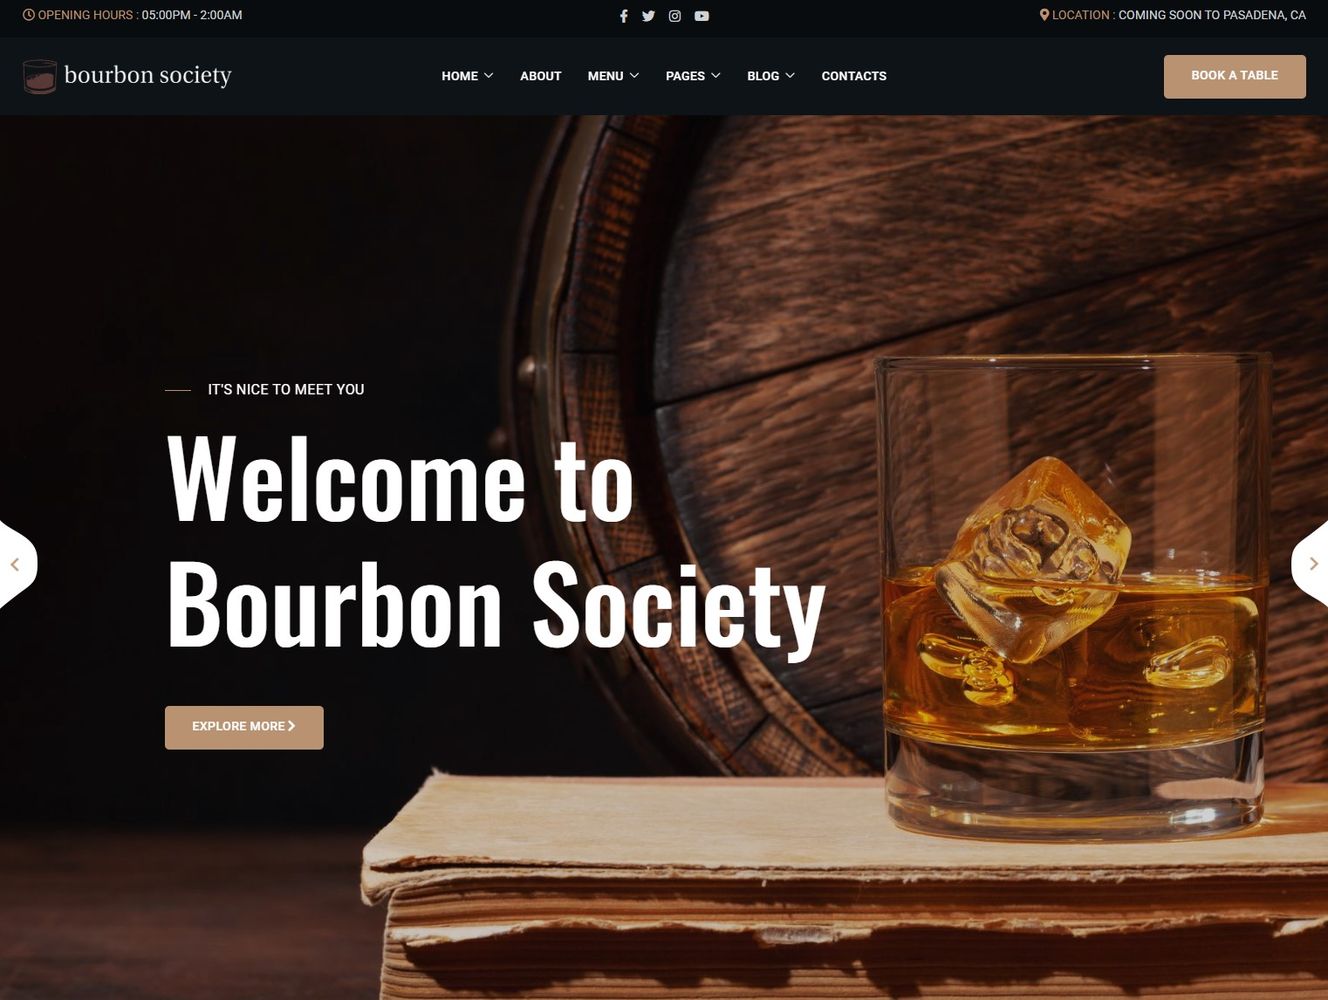 OPENING HOURS : 05:00PM - 2:00AM
LOCATION : COMING SOON TO PASADENA, CA
bourbon society
HOME
ABOUT
MENU
PAGES
BLOG
CONTACTS
BOOK A TABLE
IT'S NICE TO MEET YOU
Welcome to
Bourbon Society
EXPLORE MORE